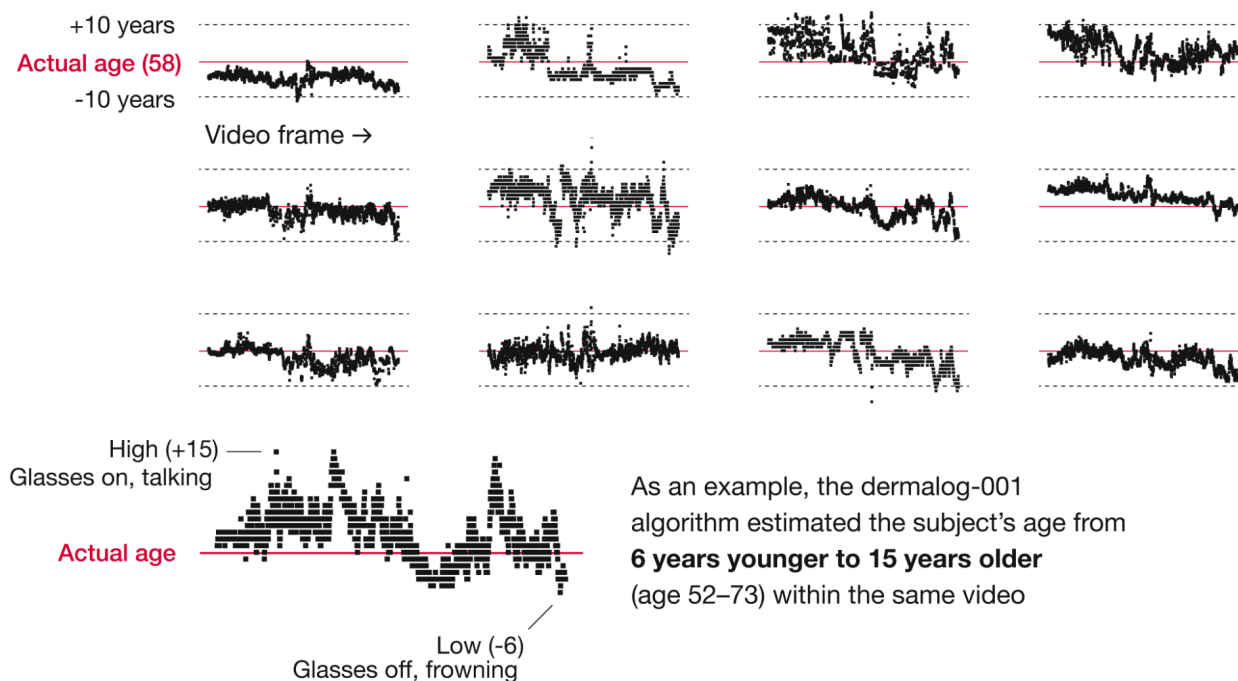 +10 years
Actual age (58)
-10 years
Video frame →
High (+15)
Glasses on, talking
Actual age
Low (-6)
Glasses off, frowning
As an example, the dermalog-001
algorithm estimated the subject’s age from
6 years younger to 15 years older
(age 52–73) within the same video